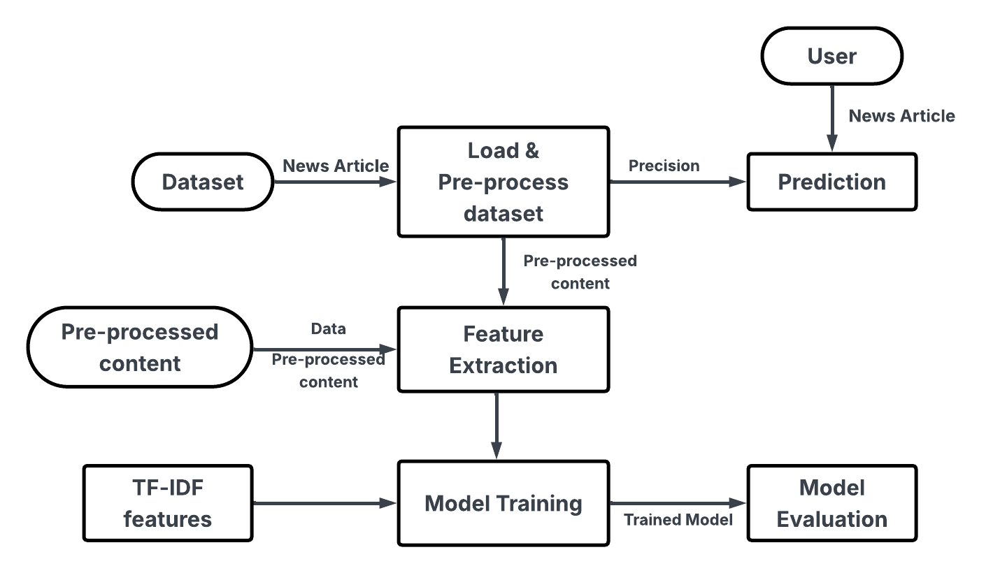 User
News Article
Load &
Pre-process
dataset
Dataset
News Article
Precision
Prediction
Pre-processed
content
Pre-processed
content
Data
Pre-processed
content
Feature
Extraction
TF-IDF
features
Model Training
Trained Model
Model
Evaluation